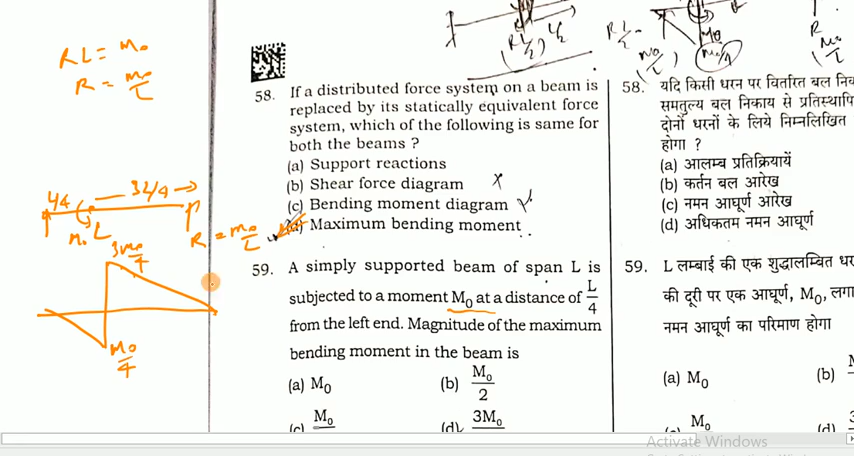 RL = M₀
R = M₀/L
58. If a distributed force system on a beam is
replaced by its statically equivalent force
system, which of the following is same for
both the beams ?
(a) Support reactions
(b) Shear force diagram
(c) Bending moment diagram
(d) Maximum bending moment
59. A simply supported beam of span L is
subjected to a moment M₀ at a distance of L/4
from the left end. Magnitude of the maximum
bending moment in the beam is
(a) M₀ (b) M₀/2
(c) M₀ (d) 3M₀
L/4 3L/4
M₀ L
R = M₀/L
3M₀/4
M₀/4
58. यदि किसी धरन पर वितरित बल
समतुल्य बल निकाय से
दोनों धरनों के लिये निम्नलिखित
होगा ?
(a) आलम्ब प्रतिक्रियायें
(b) कर्तन बल आरेख
(c) नमन आघूर्ण आरेख
(d) अधिकतम नमन आघूर्ण
59. L लम्बाई की एक शुद्धालम्बित
की दूरी पर एक आघूर्ण, M₀,
नमन आघूर्ण का परिमाण होगा
(a) M₀ (b)
M₀ (d)
Activate Windows